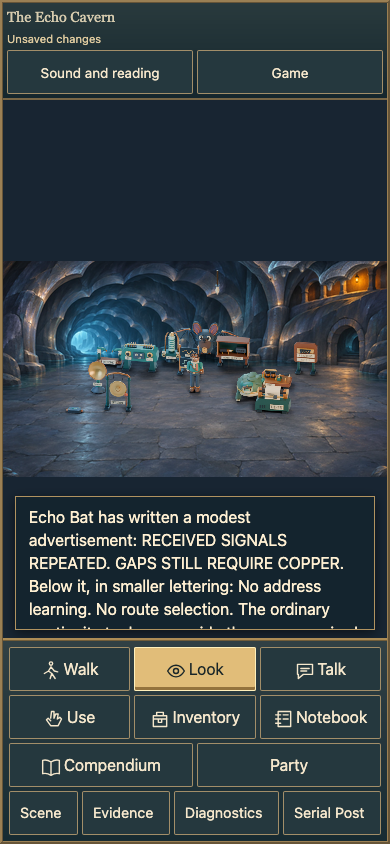 The Echo Cavern
Unsaved changes
Sound and reading
Game
Echo Bat has written a modest
advertisement: RECEIVED SIGNALS
REPEATED. GAPS STILL REQUIRE COPPER.
Below it, in smaller lettering: No address
learning. No route selection. The ordinary
Walk
Look
Talk
Use
Inventory
Notebook
Compendium
Party
Scene
Evidence
Diagnostics
Serial Post